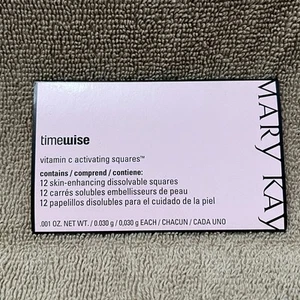 timewise
vitamin c activating squares™
contains / comprend / contiene:
12 skin-enhancing dissolvable squares
12 carrés solubles embellisseurs de peau
12 papelillos disolubles para el cuidado de la piel
.001 OZ. NET WT. / 0.030 g / 0,030 g EACH / CHACUN / CADA UNO
MARY KAY